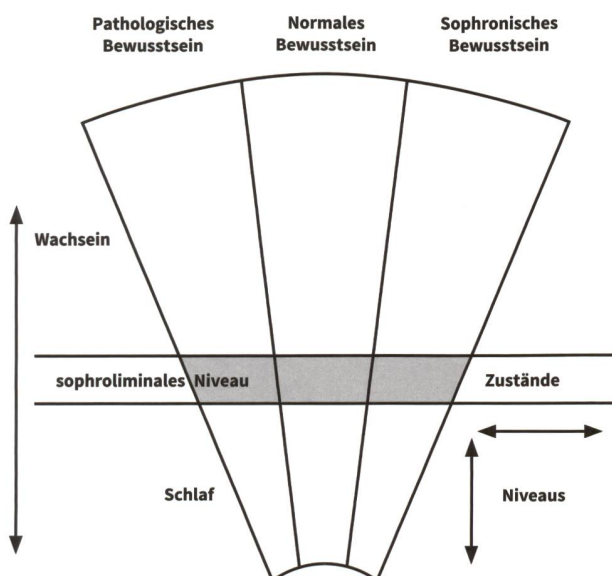 Pathologisches
Bewusstsein
Normales
Bewusstsein
Sophronisches
Bewusstsein
Wachsein
sophroliminales Niveau
Zustände
Schlaf
Niveaus